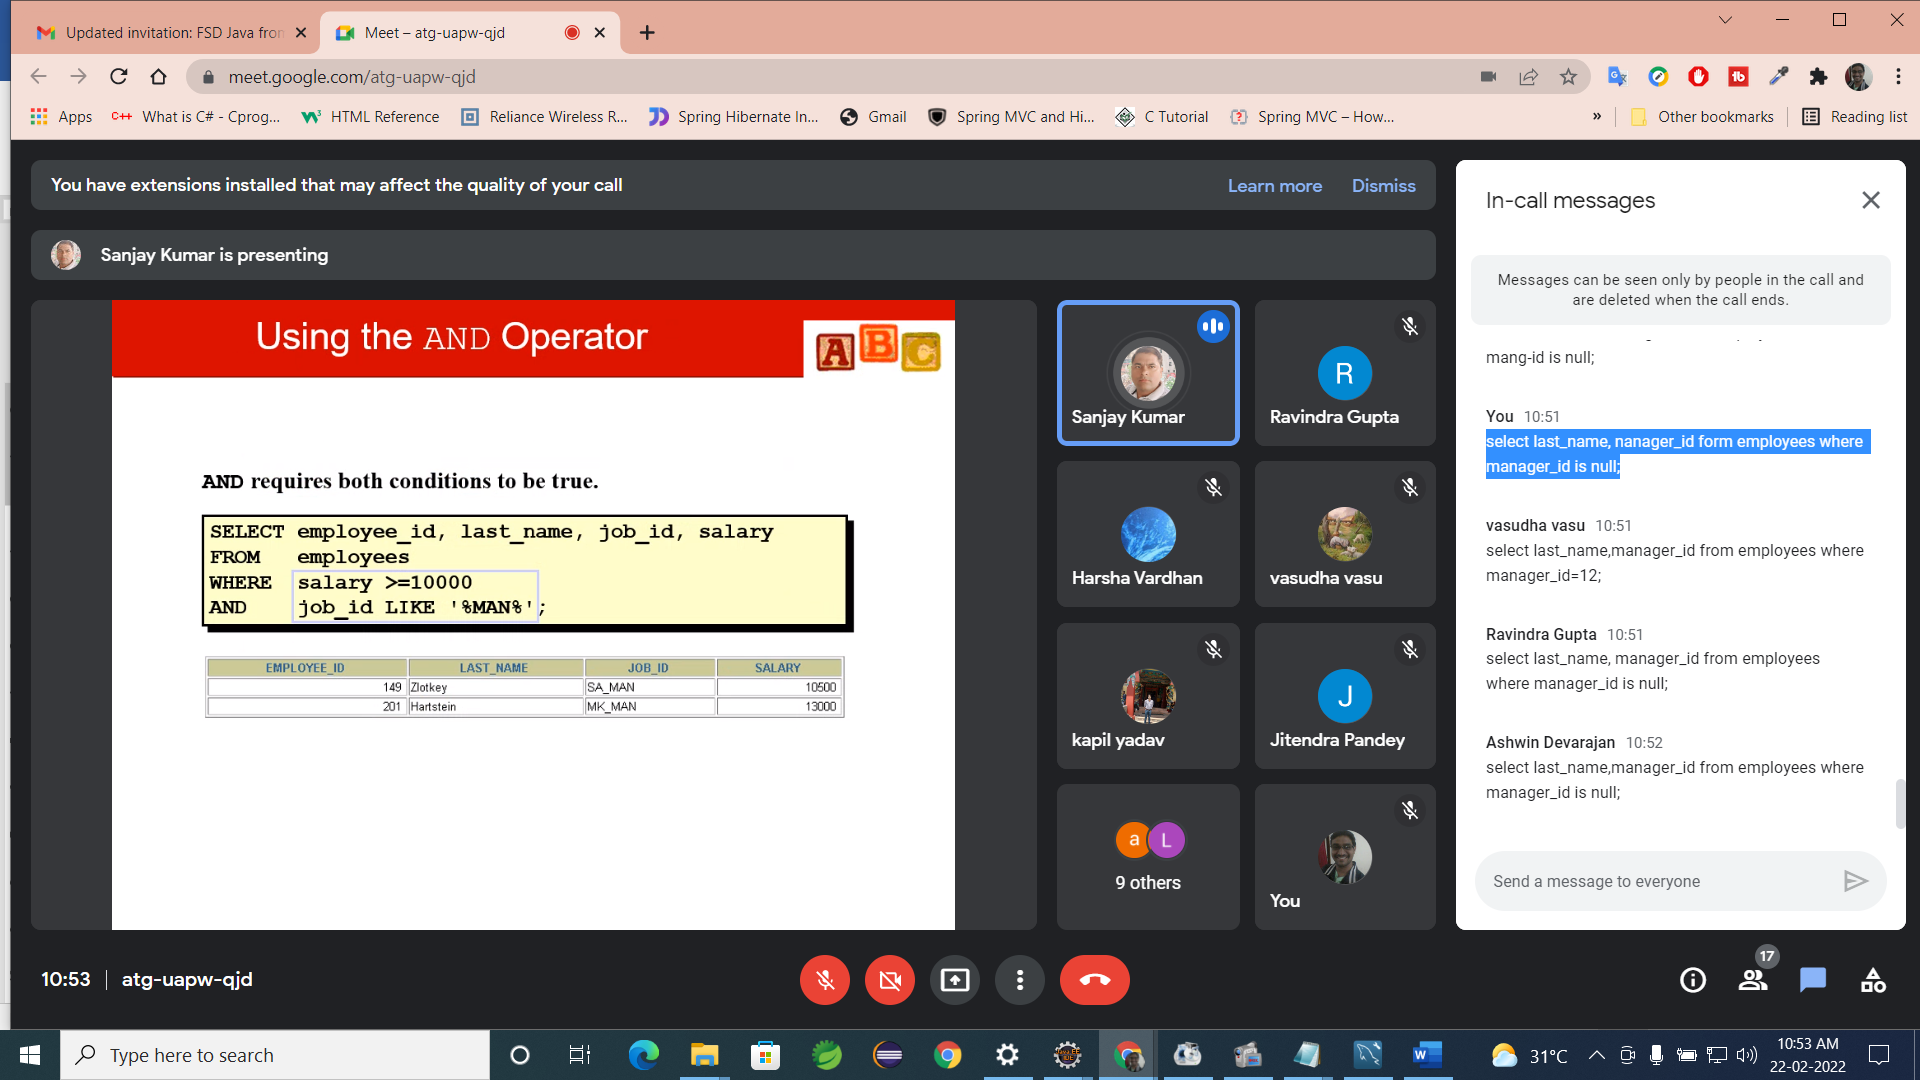 Updated invitation: FSD Java fron
Meet – atg-uapw-qjd
meet.google.com/atg-uapw-qjd
Apps
What is C# - Cprog...
HTML Reference
Reliance Wireless R...
Spring Hibernate In...
Gmail
Spring MVC and Hi...
C Tutorial
Spring MVC – How...
»
Other bookmarks
Reading list
You have extensions installed that may affect the quality of your call
Learn more
Dismiss
Sanjay Kumar is presenting
Using the AND Operator
A B C
AND requires both conditions to be true.
SELECT employee_id, last_name, job_id, salary
FROM employees
WHERE salary >=10000
AND job_id LIKE '%MAN%';
EMPLOYEE_ID LAST_NAME JOB_ID SALARY
149 Zlotkey SA_MAN 10500
201 Hartstein MK_MAN 13000
Sanjay Kumar
R
Ravindra Gupta
Harsha Vardhan
vasudha vasu
kapil yadav
J
Jitendra Pandey
a L
9 others
You
In-call messages
Messages can be seen only by people in the call and
are deleted when the call ends.
mang-id is null;
You 10:51
select last_name, nanager_id form employees where
manager_id is null;
vasudha vasu 10:51
select last_name,manager_id from employees where
manager_id=12;
Ravindra Gupta 10:51
select last_name, manager_id from employees
where manager_id is null;
Ashwin Devarajan 10:52
select last_name,manager_id from employees where
manager_id is null;
Send a message to everyone
10:53 | atg-uapw-qjd
17
Type here to search
31°C
10:53 AM
22-02-2022